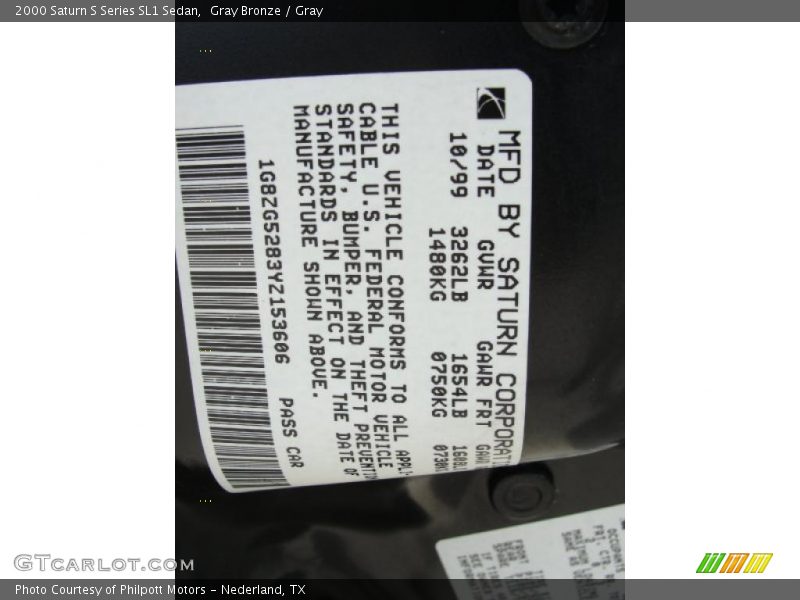 2000 Saturn S Series SL1 Sedan,  Gray Bronze / Gray
MFD BY SATURN CORPORATI
DATE GVWR GAWR FRT GAW
10/99 3262LB 1654LB
1480KG 0750KG
THIS VEHICLE CONFORMS TO ALL APPLI-
CABLE U.S. FEDERAL MOTOR VEHICLE
SAFETY, BUMPER, AND THEFT PREVENTI
STANDARDS IN EFFECT ON THE DATE OF
MANUFACTURE SHOWN ABOVE.
1G8ZG5283YZ153606 PASS CAR
GTCarLot.com
Photo Courtesy of Philpott Motors - Nederland, TX